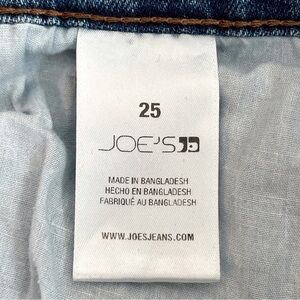 25
JOE'S
MADE IN BANGLADESH
HECHO EN BANGLADESH
FABRIQUÉ AU BANGLADESH
WWW.JOESJEANS.COM